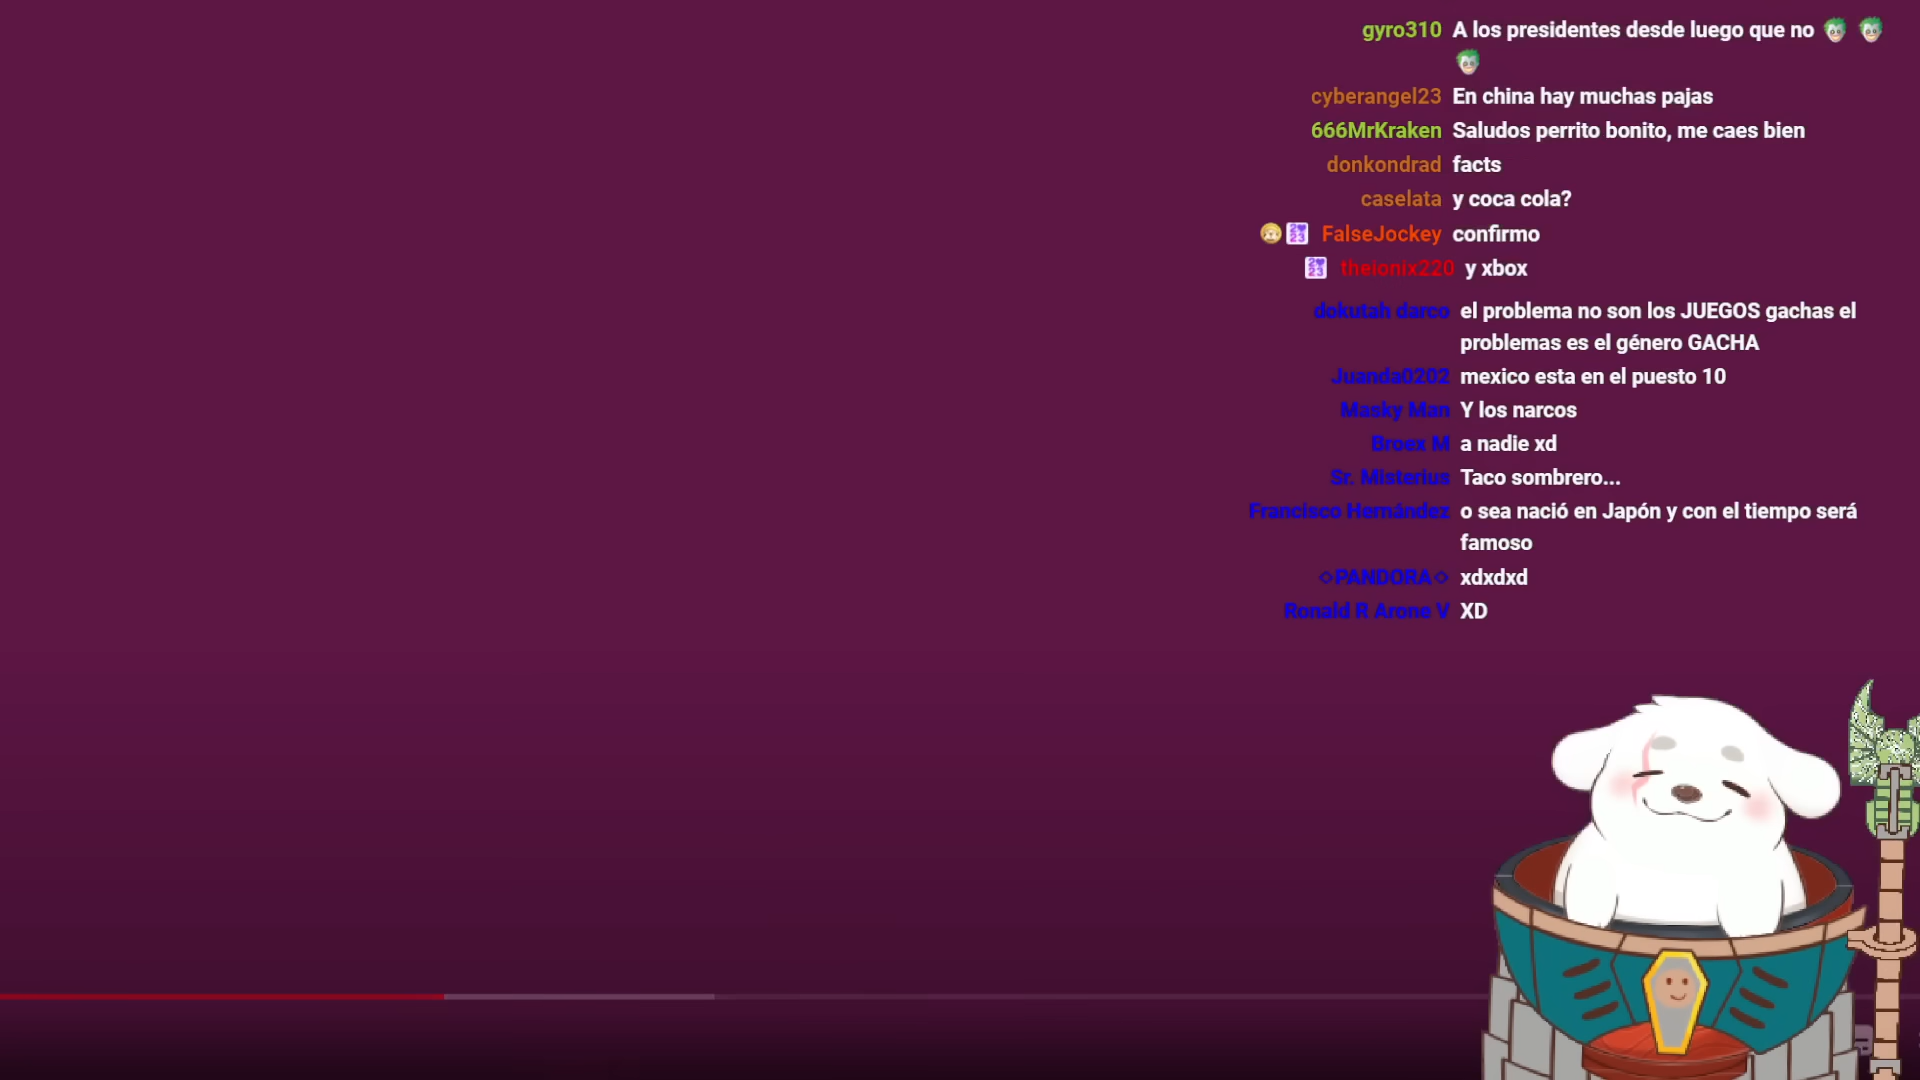 gyro310 A los presidentes desde luego que no
cyberangel23 En china hay muchas pajas
666MrKraken Saludos perrito bonito, me caes bien
donkondrad facts
caselata y coca cola?
FalseJockey confirmo
theionix220 y xbox
dokutah darco el problema no son los JUEGOS gachas el
problemas es el género GACHA
Juanda0202 mexico esta en el puesto 10
Masky Man Y los narcos
Broex M a nadie xd
Sr. Misterius Taco sombrero...
Francisco Hernández o sea nació en Japón y con el tiempo será
famoso
◇PANDORA◇ xdxdxd
Ronald R Arone V XD